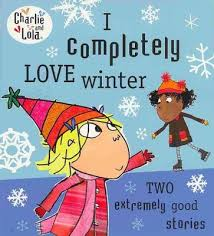 Charlie
and
Lola
I
completely
LOVE winter
TWO
extremely good
stories